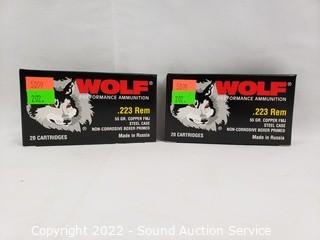 WOLF®
PERFORMANCE AMMUNITION
.223 Rem
55 GR. COPPER FMJ
STEEL CASE
NON-CORROSIVE BOXER PRIMED
20 CARTRIDGES
Made in Russia
WOLF®
PERFORMANCE AMMUNITION
.223 Rem
55 GR. COPPER FMJ
STEEL CASE
NON-CORROSIVE BOXER PRIMED
20 CARTRIDGES
Made in Russia
Copyright 2022 - Sound Auction Service